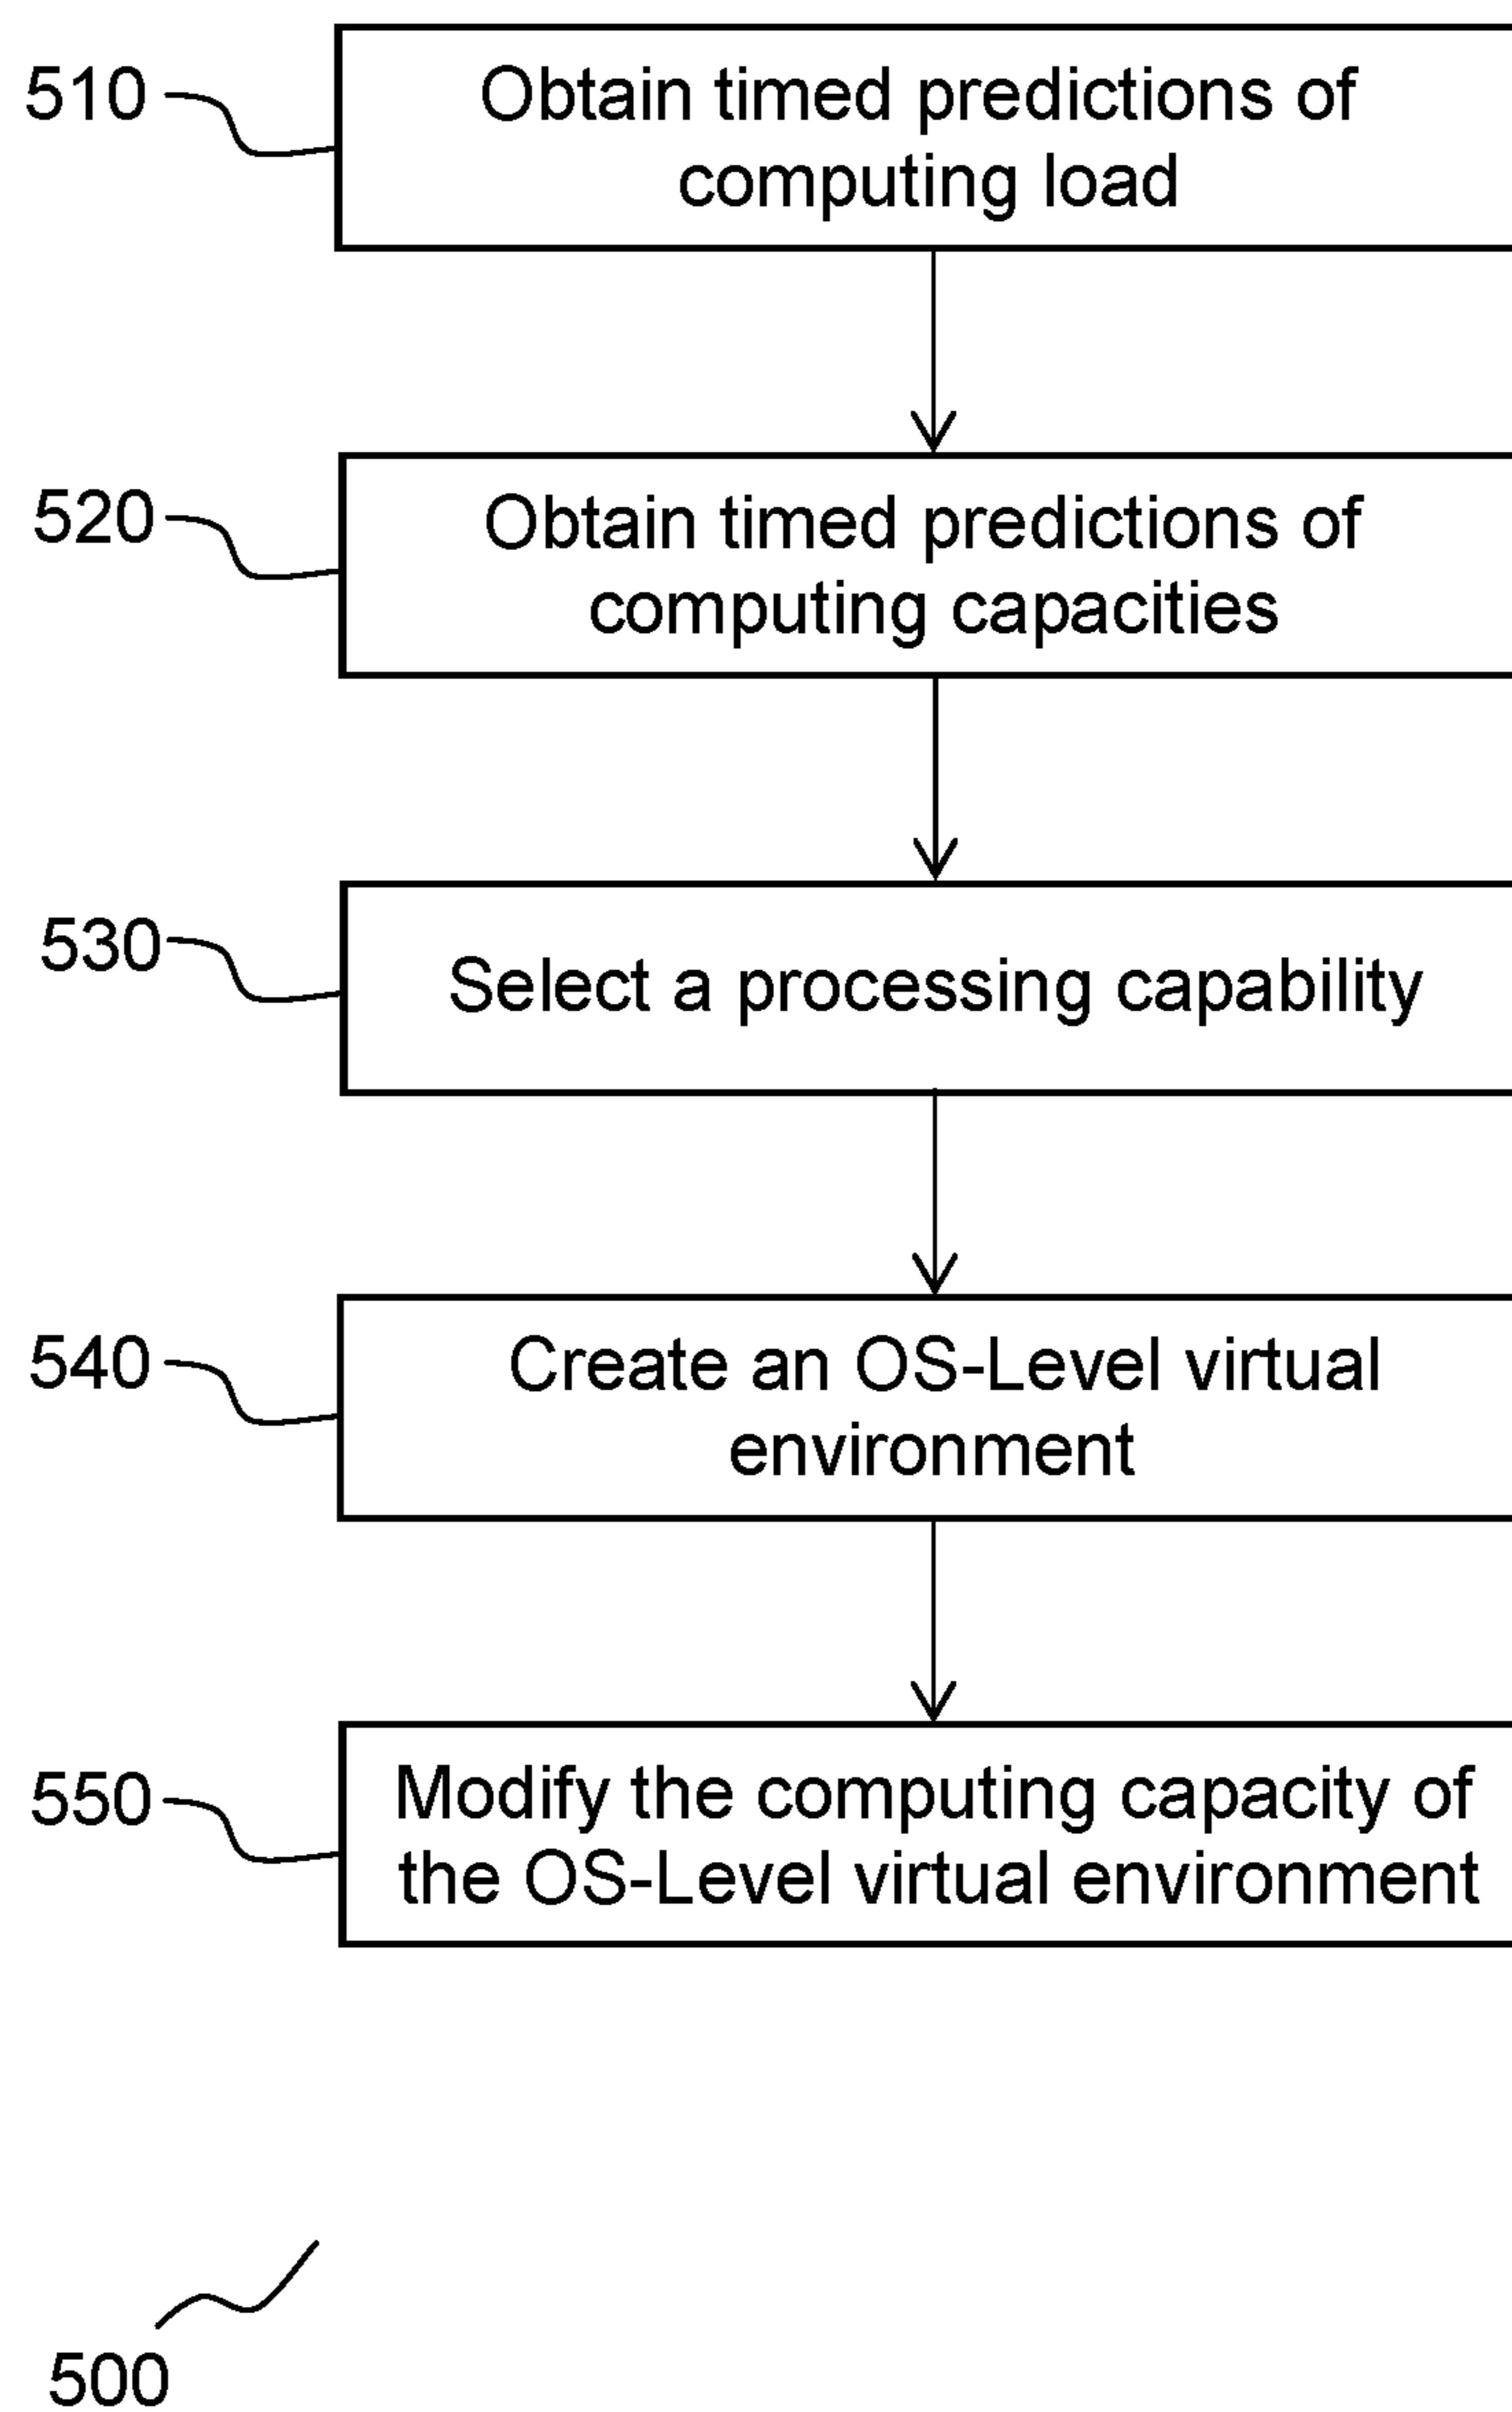 510
Obtain timed predictions of
computing load
520
Obtain timed predictions of
computing capacities
530
Select a processing capability
540
Create an OS-Level virtual
environment
550
Modify the computing capacity of
the OS-Level virtual environment
500